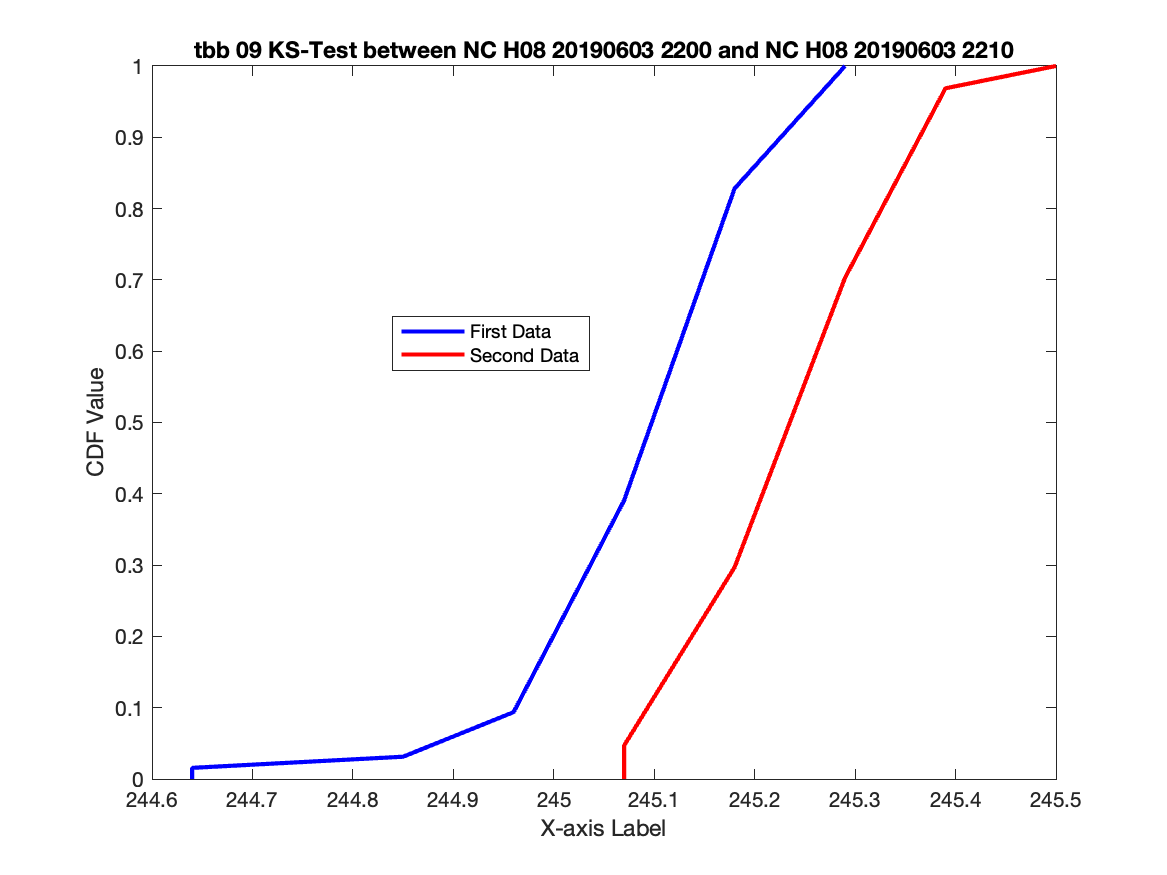 tbb 09 KS-Test between NC H08 20190603 2200 and NC H08 20190603 2210
1
0.9
0.8
0.7
0.6
0.5
0.4
0.3
0.2
0.1
0
CDF Value
First Data
Second Data
244.6 244.7 244.8 244.9 245 245.1 245.2 245.3 245.4 245.5
X-axis Label